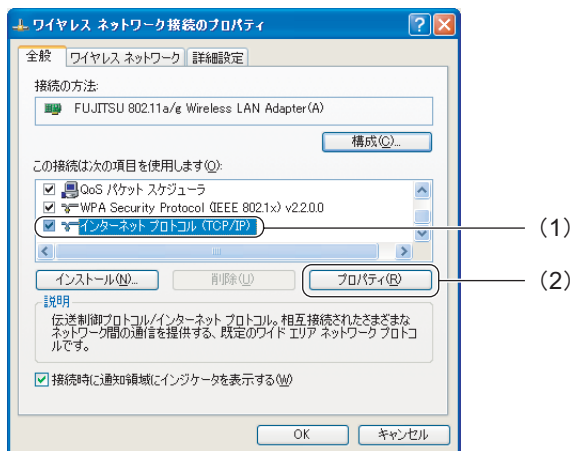 ワイヤレス ネットワーク接続のプロパティ
全般 ワイヤレス ネットワーク 詳細設定
接続の方法:
FUJITSU 802.11a/g Wireless LAN Adapter(A)
構成(C)...
この接続は次の項目を使用します(O):
QoS パケット スケジューラ
WPA Security Protocol (IEEE 802.1x) v2.2.0.0
インターネット プロトコル (TCP/IP)
(1)
インストール(N)... 削除(U) プロパティ(R)
(2)
説明
伝送制御プロトコル/インターネット プロトコル。相互接続されたさまざまな
ネットワーク間の通信を提供する、既定のワイド エリア ネットワーク プロトコ
ルです。
接続時に通知領域にインジケータを表示する(W)
OK キャンセル